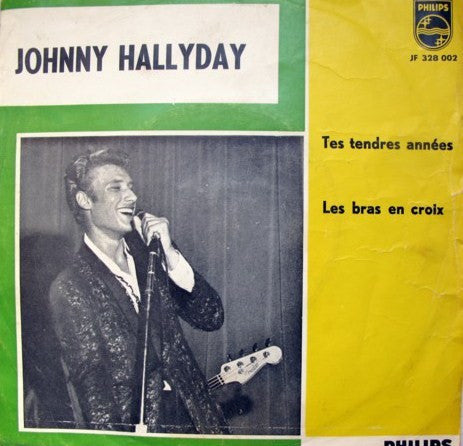 PHILIPS
JF 328 002
JOHNNY HALLYDAY
Tes tendres années
Les bras en croix
PHILIPS